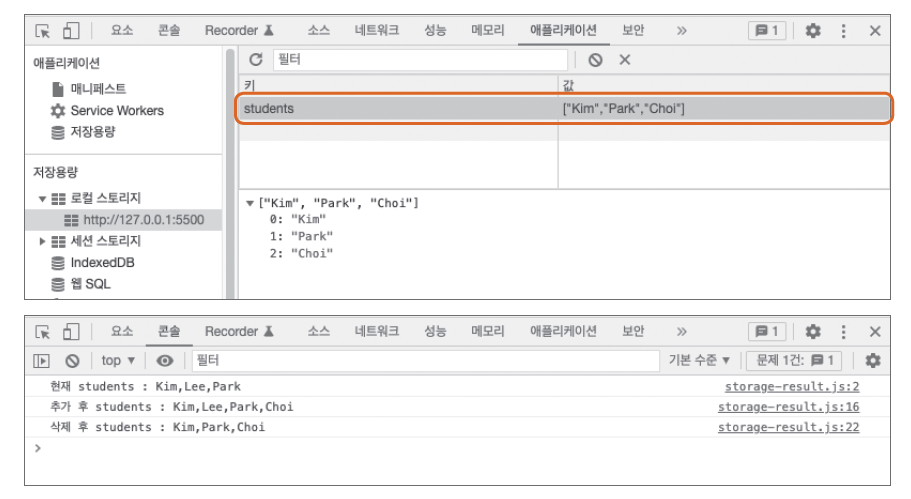 요소 콘솔 Recorder 소스 네트워크 성능 메모리 애플리케이션 보안 » 1
애플리케이션
필터
매니페스트
Service Workers
저장용량
키 값
students ["Kim","Park","Choi"]
저장용량
로컬 스토리지
http://127.0.0.1:5500
세션 스토리지
IndexedDB
웹 SQL
▼ ["Kim", "Park", "Choi"]
0: "Kim"
1: "Park"
2: "Choi"
요소 콘솔 Recorder 소스 네트워크 성능 메모리 애플리케이션 보안 » 1
top ▼ 필터 기본 수준 ▼ 문제 1건: 1
현재 students : Kim,Lee,Park storage-result.js:2
추가 후 students : Kim,Lee,Park,Choi storage-result.js:16
삭제 후 students : Kim,Park,Choi storage-result.js:22
>